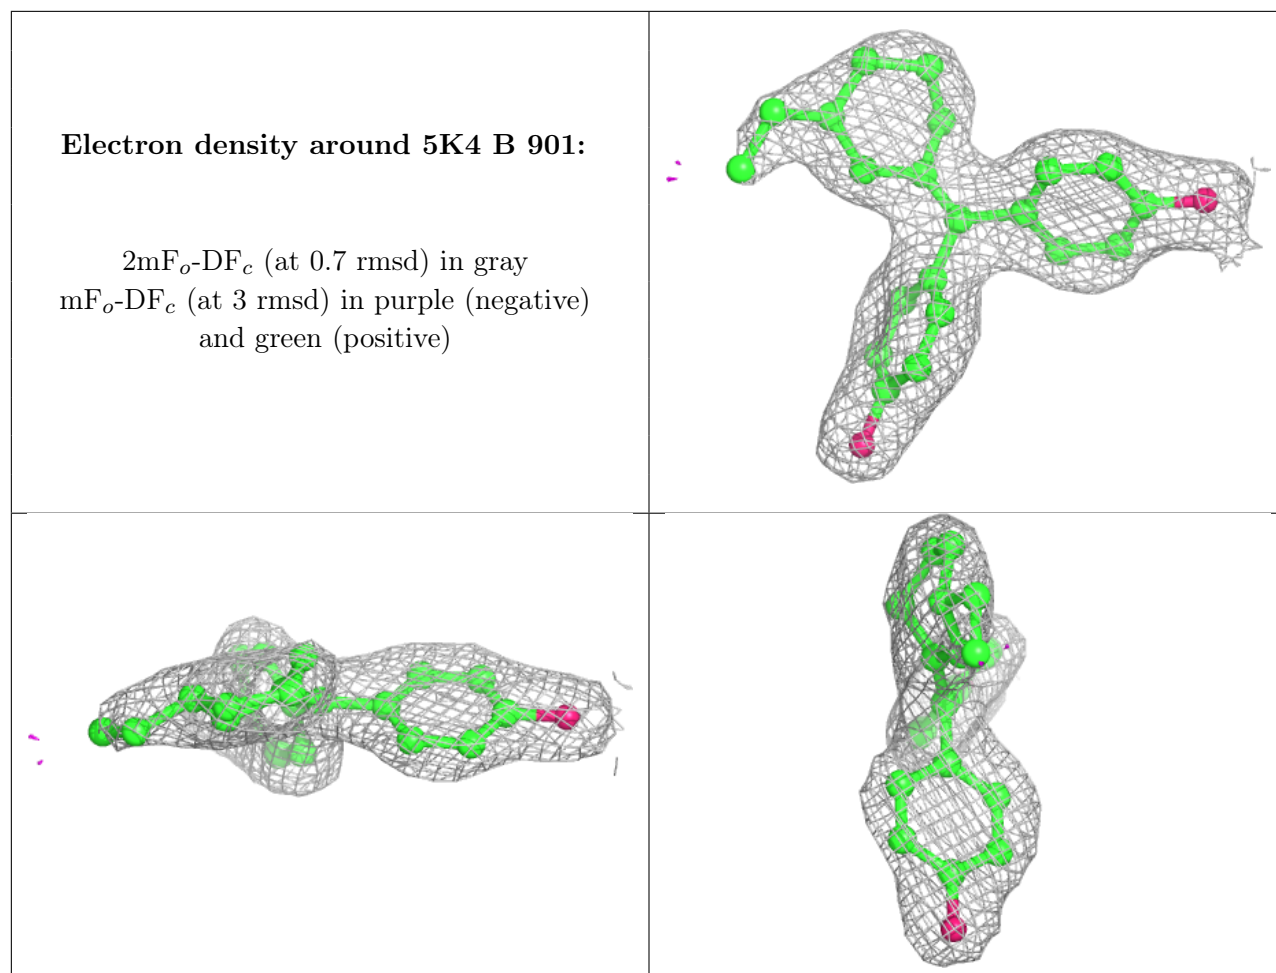 Electron density around 5K4 B 901:
2mFo-DFc (at 0.7 rmsd) in gray
mFo-DFc (at 3 rmsd) in purple (negative)
and green (positive)